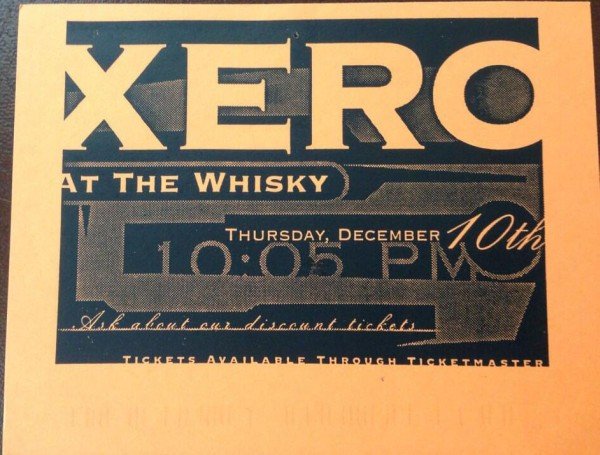 XERO
AT THE WHISKY
THURSDAY, DECEMBER 10th
10:05 PM
Ask about our discount tickets
TICKETS AVAILABLE THROUGH TICKETMASTER